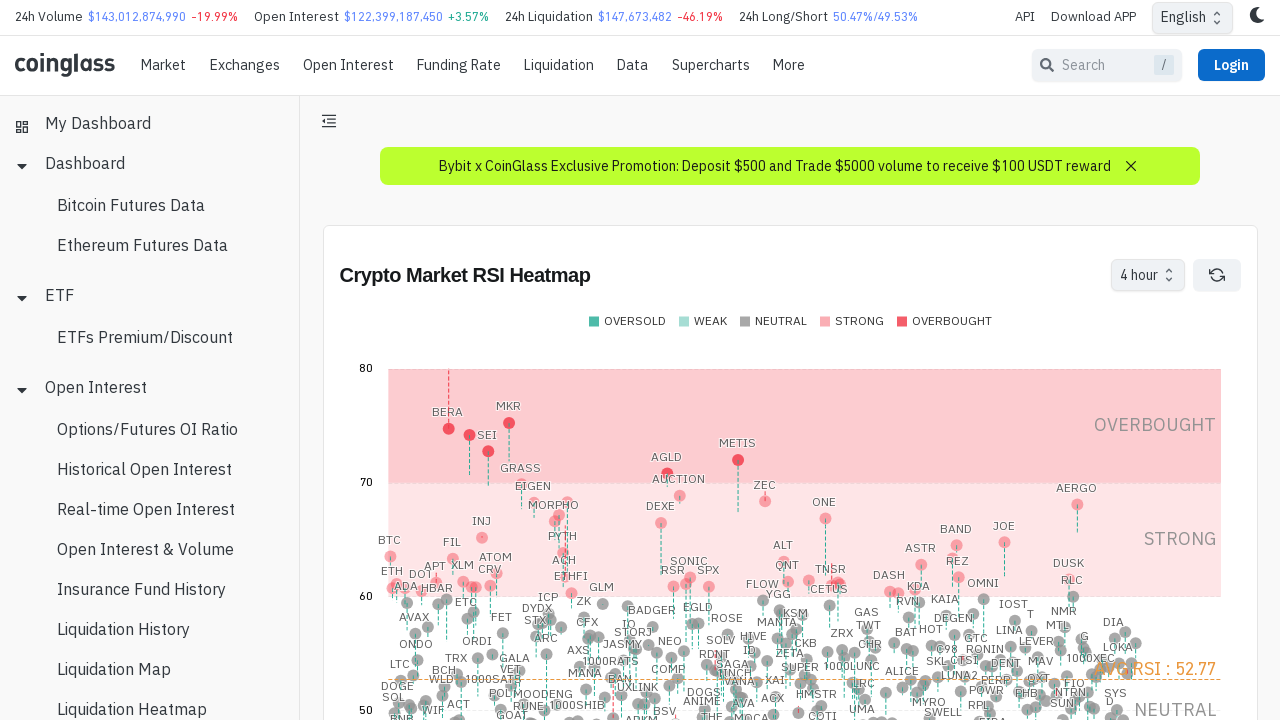 24h Volume $143,012,874,990 -19.99% Open Interest $122,399,187,450 +3.57% 24h Liquidation $147,673,482 -46.19% 24h Long/Short 50.47%/49.53% API Download APP English
coinglass Market Exchanges Open Interest Funding Rate Liquidation Data Supercharts More Search / Login
My Dashboard
Dashboard
Bitcoin Futures Data
Ethereum Futures Data
ETF
ETFs Premium/Discount
Open Interest
Options/Futures OI Ratio
Historical Open Interest
Real-time Open Interest
Open Interest & Volume
Insurance Fund History
Liquidation History
Liquidation Map
Liquidation Heatmap
Bybit x CoinGlass Exclusive Promotion: Deposit $500 and Trade $5000 volume to receive $100 USDT reward
Crypto Market RSI Heatmap 4 hour
OVERSOLD WEAK NEUTRAL STRONG OVERBOUGHT
80
BERA MKR
OVERBOUGHT
SEI METIS
AGLD
GRASS
70
AUCTION
EIGEN ZEC AERGO
MORPHO DEXE ONE
INJ JOE
BAND
PYTH
BTC FIL STRONG
ALT ASTR
ATOM ACH SONIC REZ DUSK
APT XLM ONT
ETH DOT CRV RSR SPX TNSR
ETHFI DASH RLC
ADA HBAR GLM FLOW CETUS KDA OMNI
60
ICP YGG
ETC ZK RVN KAIA IOST
DYDX BADGER EGLD KSM GAS NMR
AVAX FET STX CFX ROSE MANTA TWT DEGEN T DIA
IO MTL
STORJ HOT LINA
ARC HIVE ZRX BAT
ONDO ORDI JASMY NEO SOLV CKB CHR GTC LEVER G LOKA
AXS ID ZETA C98 RONIN
TRX GALA 1000RATS RDNT SKL CTSI MAV 1000XEC
LTC BCH VET MANA COMP SAGA SUPER 1000LUNC DENT AVG RSI : 52.77
WLD 1000SATS BAN VANA XAI ALICE LUNA2 PERP
DOGE UXLINK LRC FIO
SOL POL MOODENG DOGS AGX HMSTR POWR PHB NTRN SYS
ACT RUNE 1000SHIB ANIME AVA MYRO RPL SUN D
WIF GOAT BSV UMA SWELL
50 THE MOCA COTI NEUTRAL
BNB